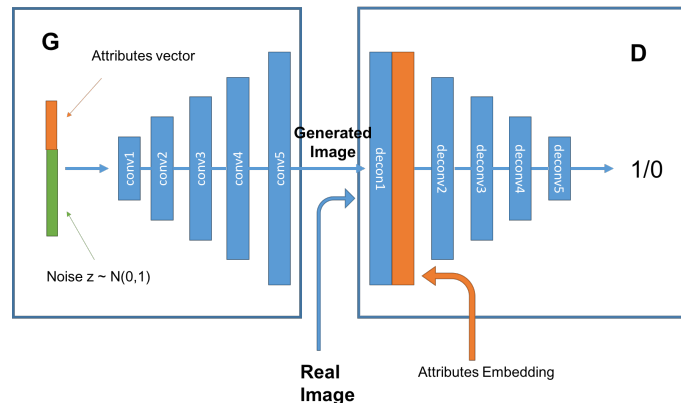 G
Attributes vector
Noise z ~ N(0,1)
conv1
conv2
conv3
conv4
conv5
Generated
Image
Real
Image
D
decon1
deconv2
deconv3
deconv4
deconv5
1/0
Attributes Embedding